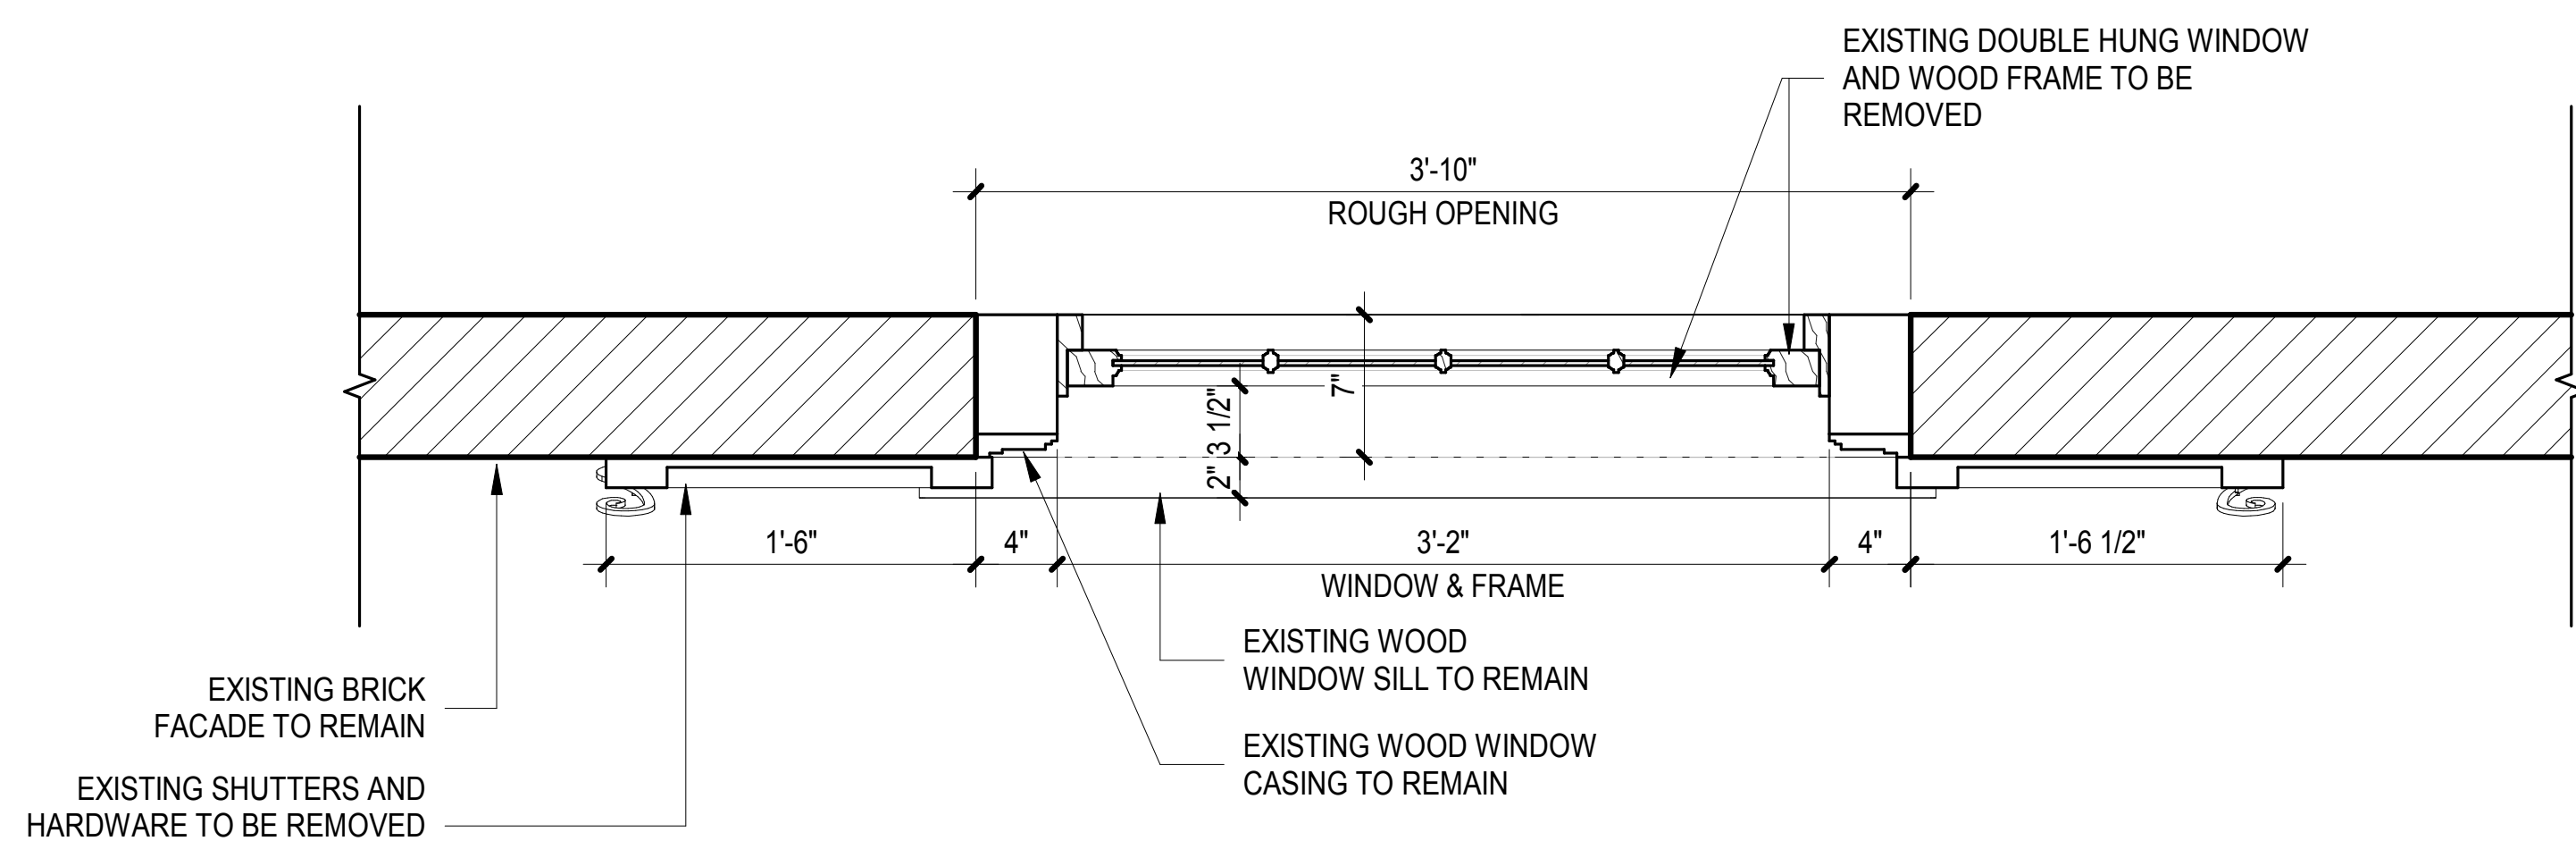 EXISTING DOUBLE HUNG WINDOW
AND WOOD FRAME TO BE
REMOVED
3'-10"
ROUGH OPENING
7"
3 1/2"
2"
1'-6"
4"
3'-2"
4"
1'-6 1/2"
WINDOW & FRAME
EXISTING WOOD
WINDOW SILL TO REMAIN
EXISTING BRICK
FACADE TO REMAIN
EXISTING WOOD WINDOW
CASING TO REMAIN
EXISTING SHUTTERS AND
HARDWARE TO BE REMOVED